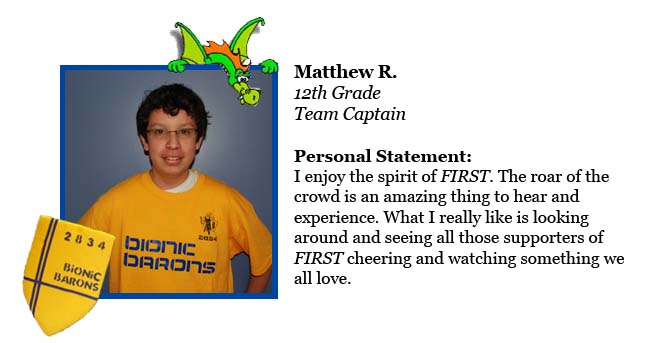 Matthew R.
12th Grade
Team Captain
Personal Statement:
I enjoy the spirit of FIRST. The roar of the
crowd is an amazing thing to hear and
experience. What I really like is looking
around and seeing all those supporters of
FIRST cheering and watching something we
all love.
2834
BIONIC
BARONS
2834
BiONiC
BARONS